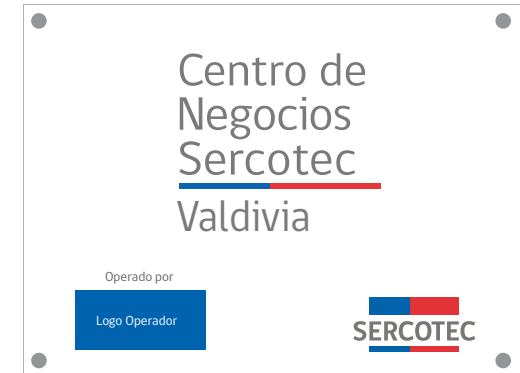 Centro de
Negocios
Sercotec
Valdivia
Operado por
Logo Operador
SERCOTEC